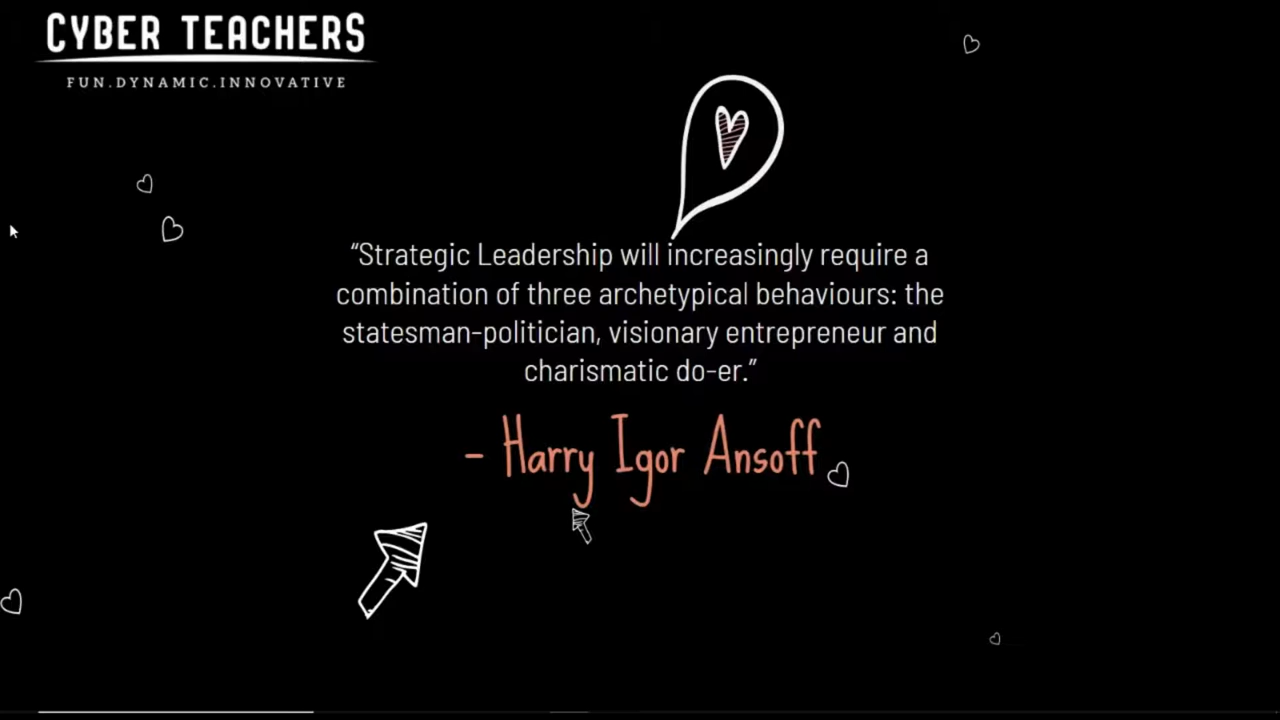 CYBER TEACHERS
FUN.DYNAMIC.INNOVATIVE
“Strategic Leadership will increasingly require a
combination of three archetypical behaviours: the
statesman-politician, visionary entrepreneur and
charismatic do-er.”
- Harry Igor Ansoff